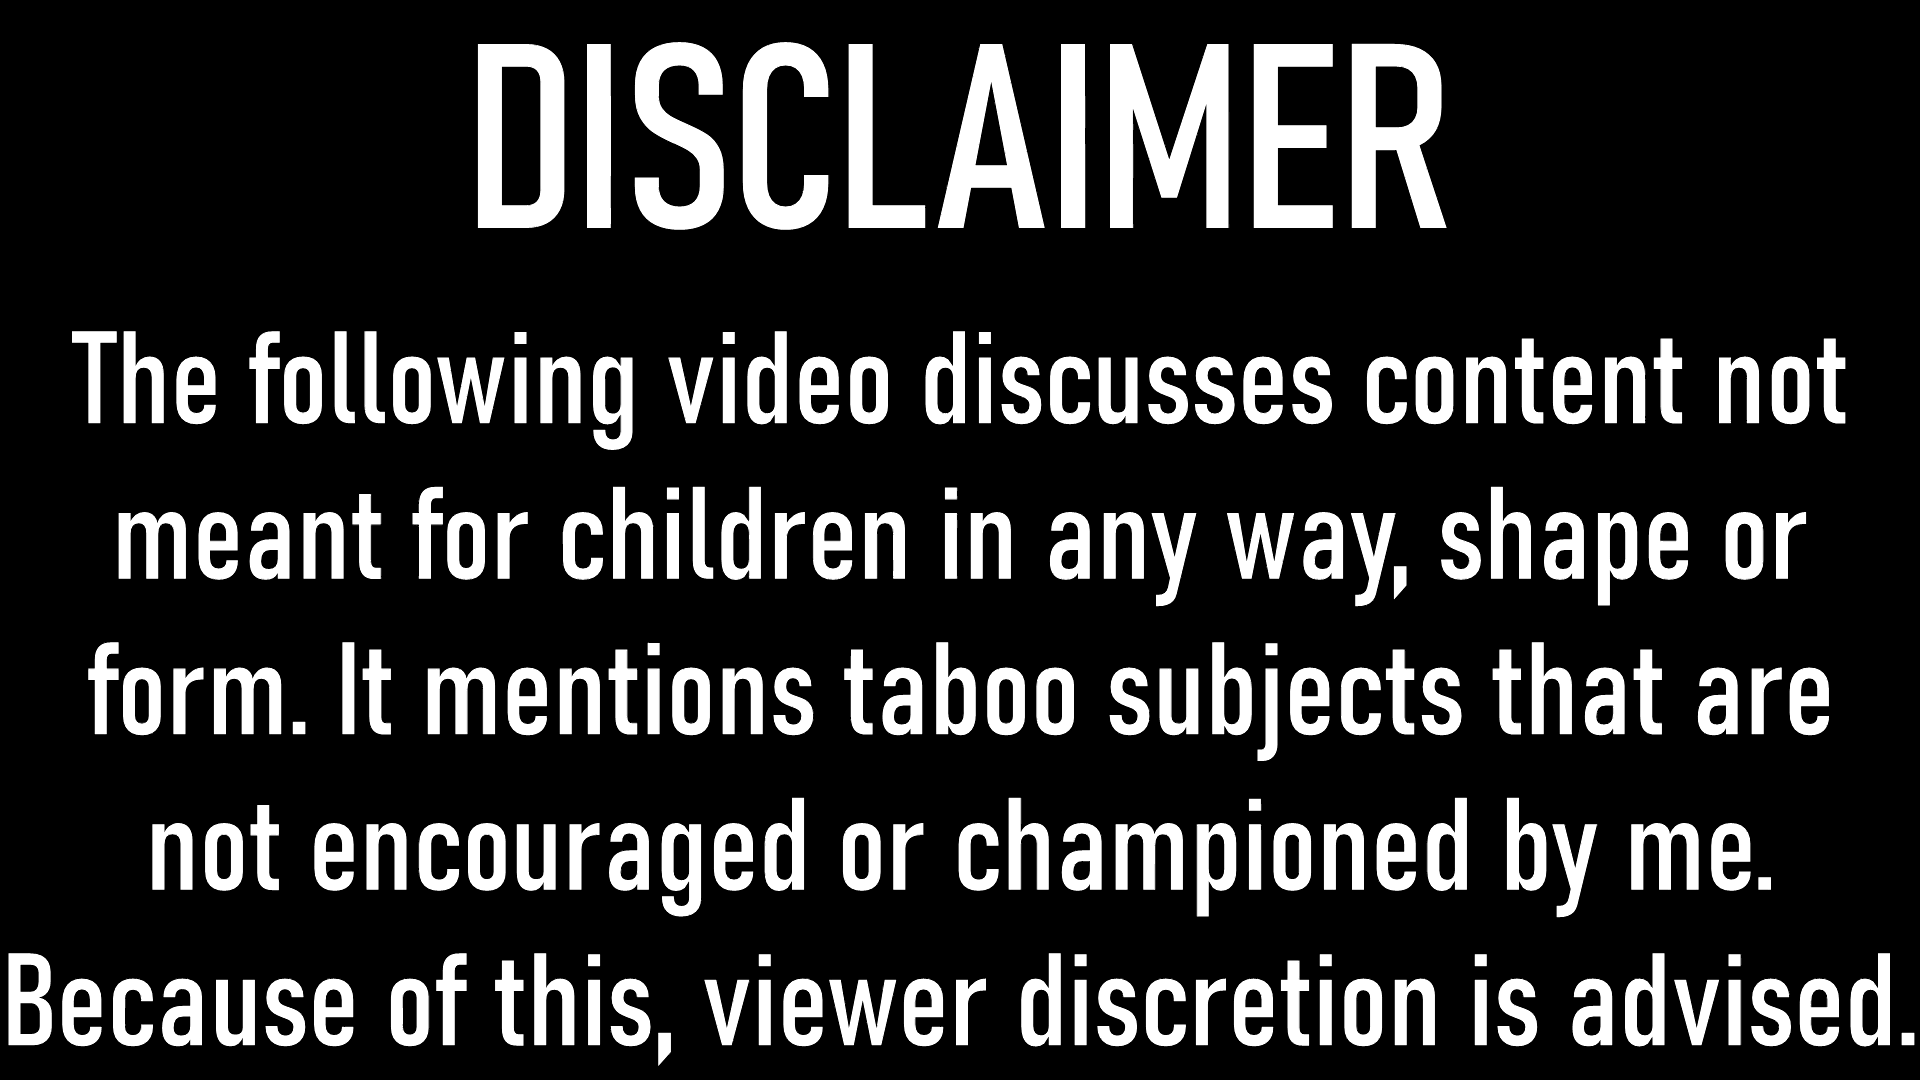 DISCLAIMER
The following video discusses content not
meant for children in any way, shape or
form. It mentions taboo subjects that are
not encouraged or championed by me.
Because of this, viewer discretion is advised.